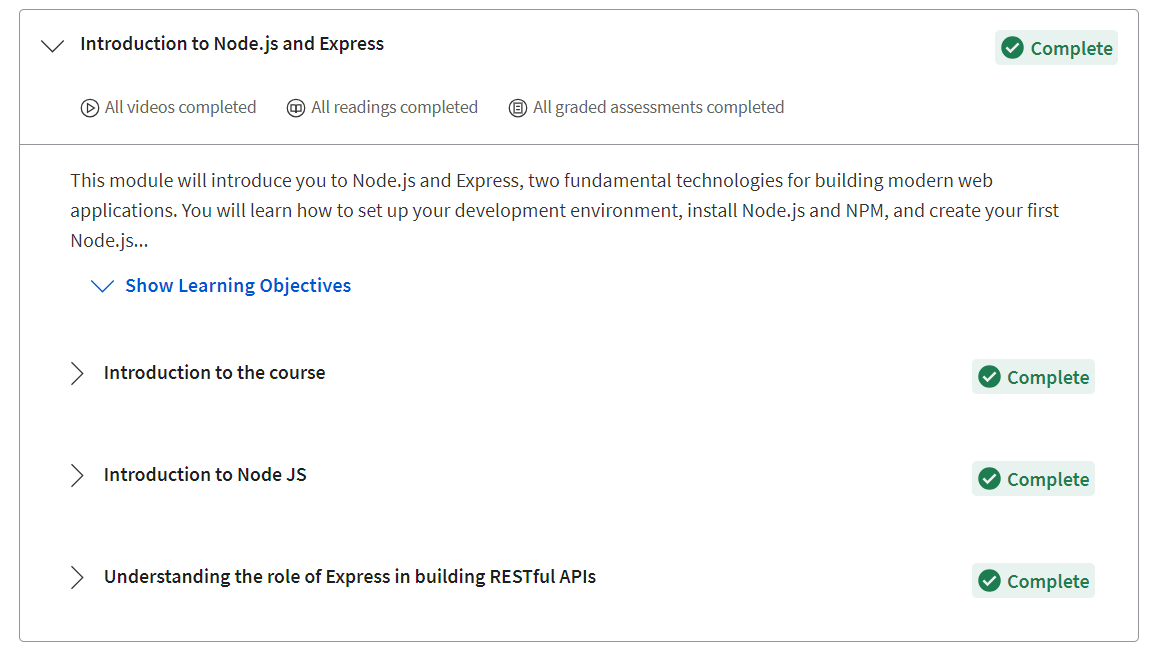 Introduction to Node.js and Express
Complete
All videos completed
All readings completed
All graded assessments completed
This module will introduce you to Node.js and Express, two fundamental technologies for building modern web
applications. You will learn how to set up your development environment, install Node.js and NPM, and create your first
Node.js...
Show Learning Objectives
Introduction to the course
Complete
Introduction to Node JS
Complete
Understanding the role of Express in building RESTful APIs
Complete